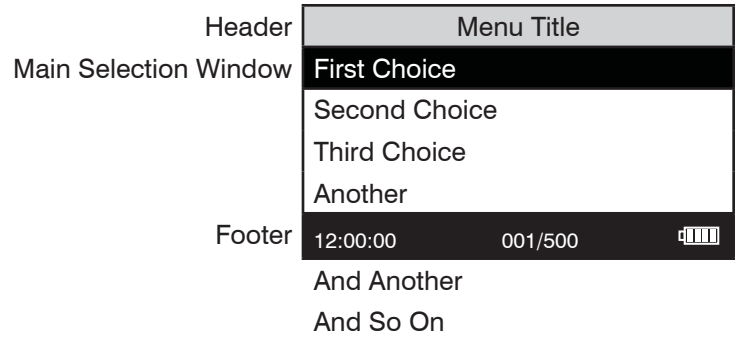 Header Menu Title
Main Selection Window First Choice
Second Choice
Third Choice
Another
Footer 12:00:00 001/500
And Another
And So On